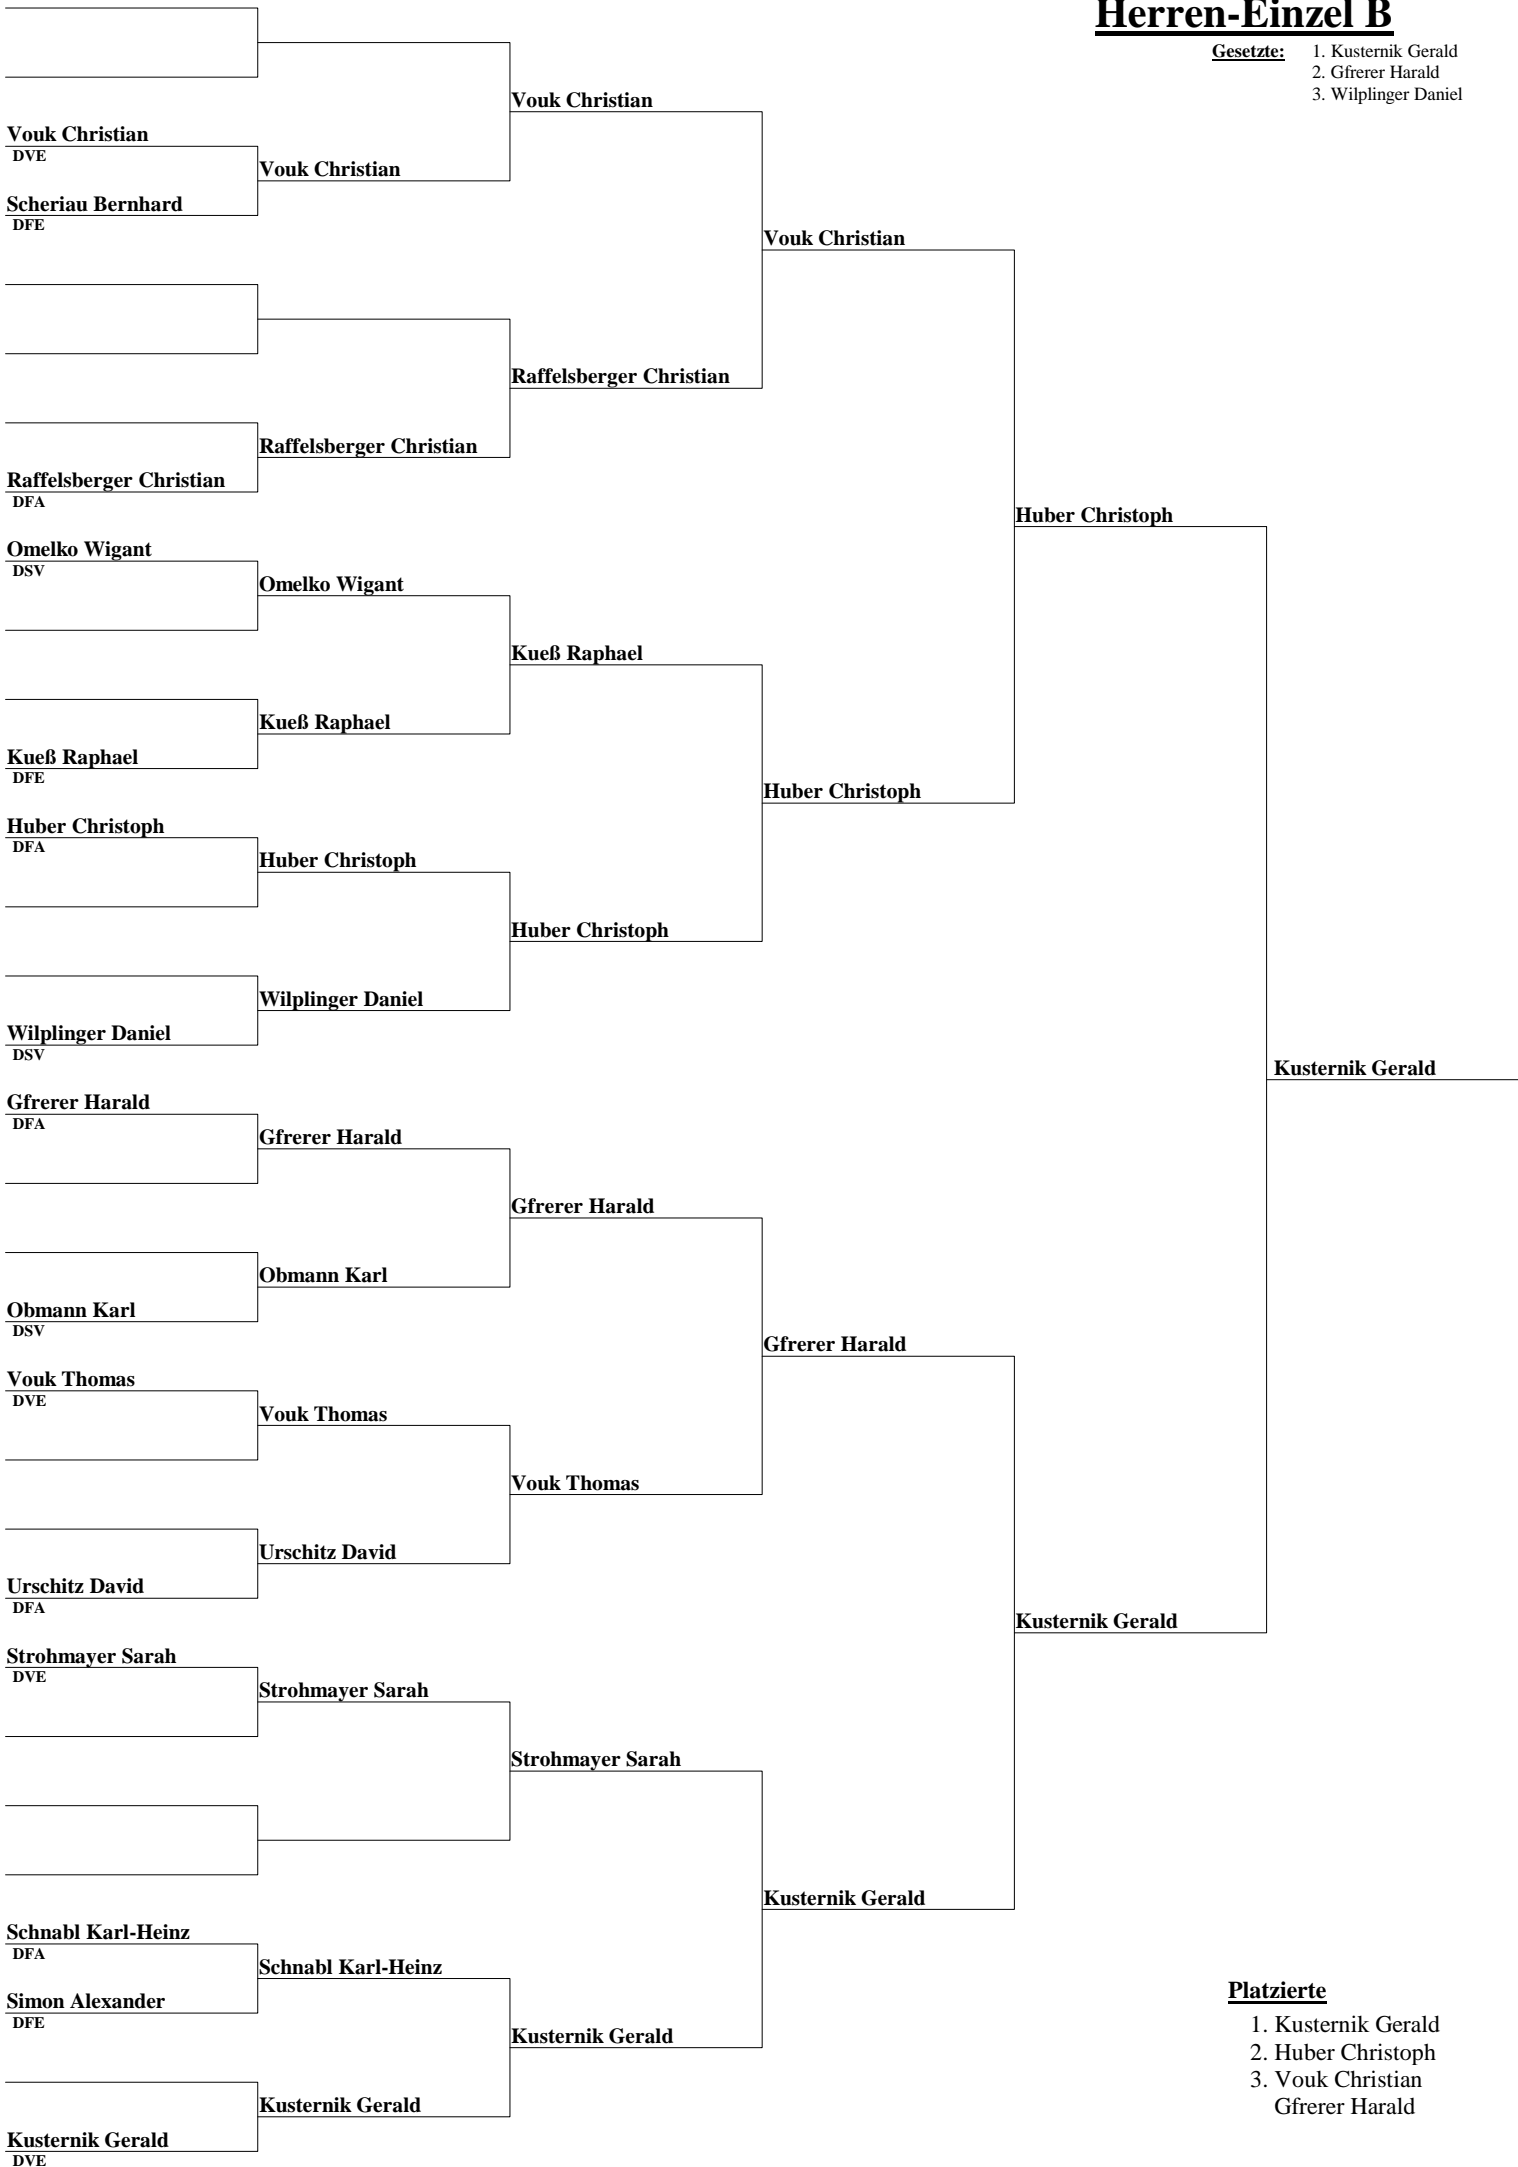 Herren-Einzel B
Gesetzte: 1. Kusternik Gerald
2. Gfrerer Harald
3. Wilplinger Daniel
Vouk Christian
Vouk Christian
DVE
Vouk Christian
Scheriau Bernhard
DFE
Vouk Christian
Raffelsberger Christian
Raffelsberger Christian
Raffelsberger Christian
DFA
Huber Christoph
Omelko Wigant
DSV
Omelko Wigant
Kueß Raphael
Kueß Raphael
Kueß Raphael
DFE
Huber Christoph
Huber Christoph
DFA
Huber Christoph
Huber Christoph
Wilplinger Daniel
Wilplinger Daniel
DSV
Kusternik Gerald
Gfrerer Harald
DFA
Gfrerer Harald
Gfrerer Harald
Obmann Karl
Obmann Karl
DSV
Gfrerer Harald
Vouk Thomas
DVE
Vouk Thomas
Vouk Thomas
Urschitz David
Urschitz David
DFA
Kusternik Gerald
Strohmayer Sarah
DVE
Strohmayer Sarah
Strohmayer Sarah
Kusternik Gerald
Schnabl Karl-Heinz
DFA
Schnabl Karl-Heinz
Simon Alexander
DFE
Kusternik Gerald
Kusternik Gerald
Kusternik Gerald
DVE
Platzierte
1. Kusternik Gerald
2. Huber Christoph
3. Vouk Christian
Gfrerer Harald